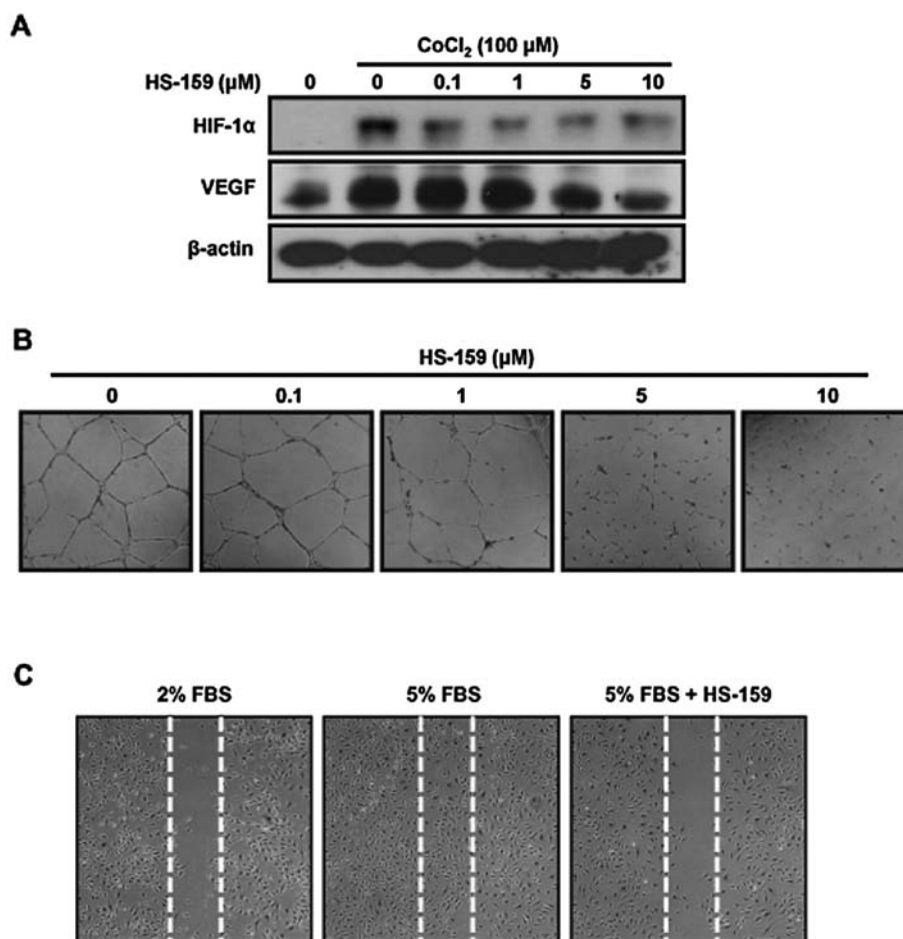 A
CoCl₂ (100 µM)
HS-159 (µM) 0 0 0.1 1 5 10
HIF-1α
VEGF
β-actin
B
HS-159 (µM)
0 0.1 1 5 10
C
2% FBS 5% FBS 5% FBS + HS-159